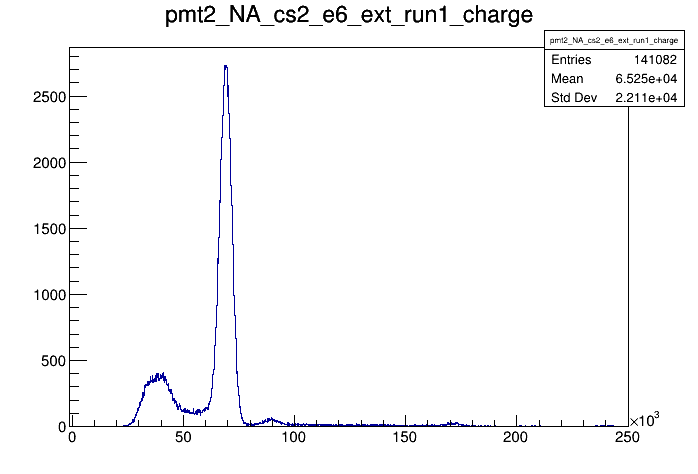 pmt2_NA_cs2_e6_ext_run1_charge
pmt2_NA_cs2_e6_ext_run1_charge
Entries 141082
Mean 6.525e+04
Std Dev 2.211e+04
2500
2000
1500
1000
500
0
0 50 100 150 200 250
×10³